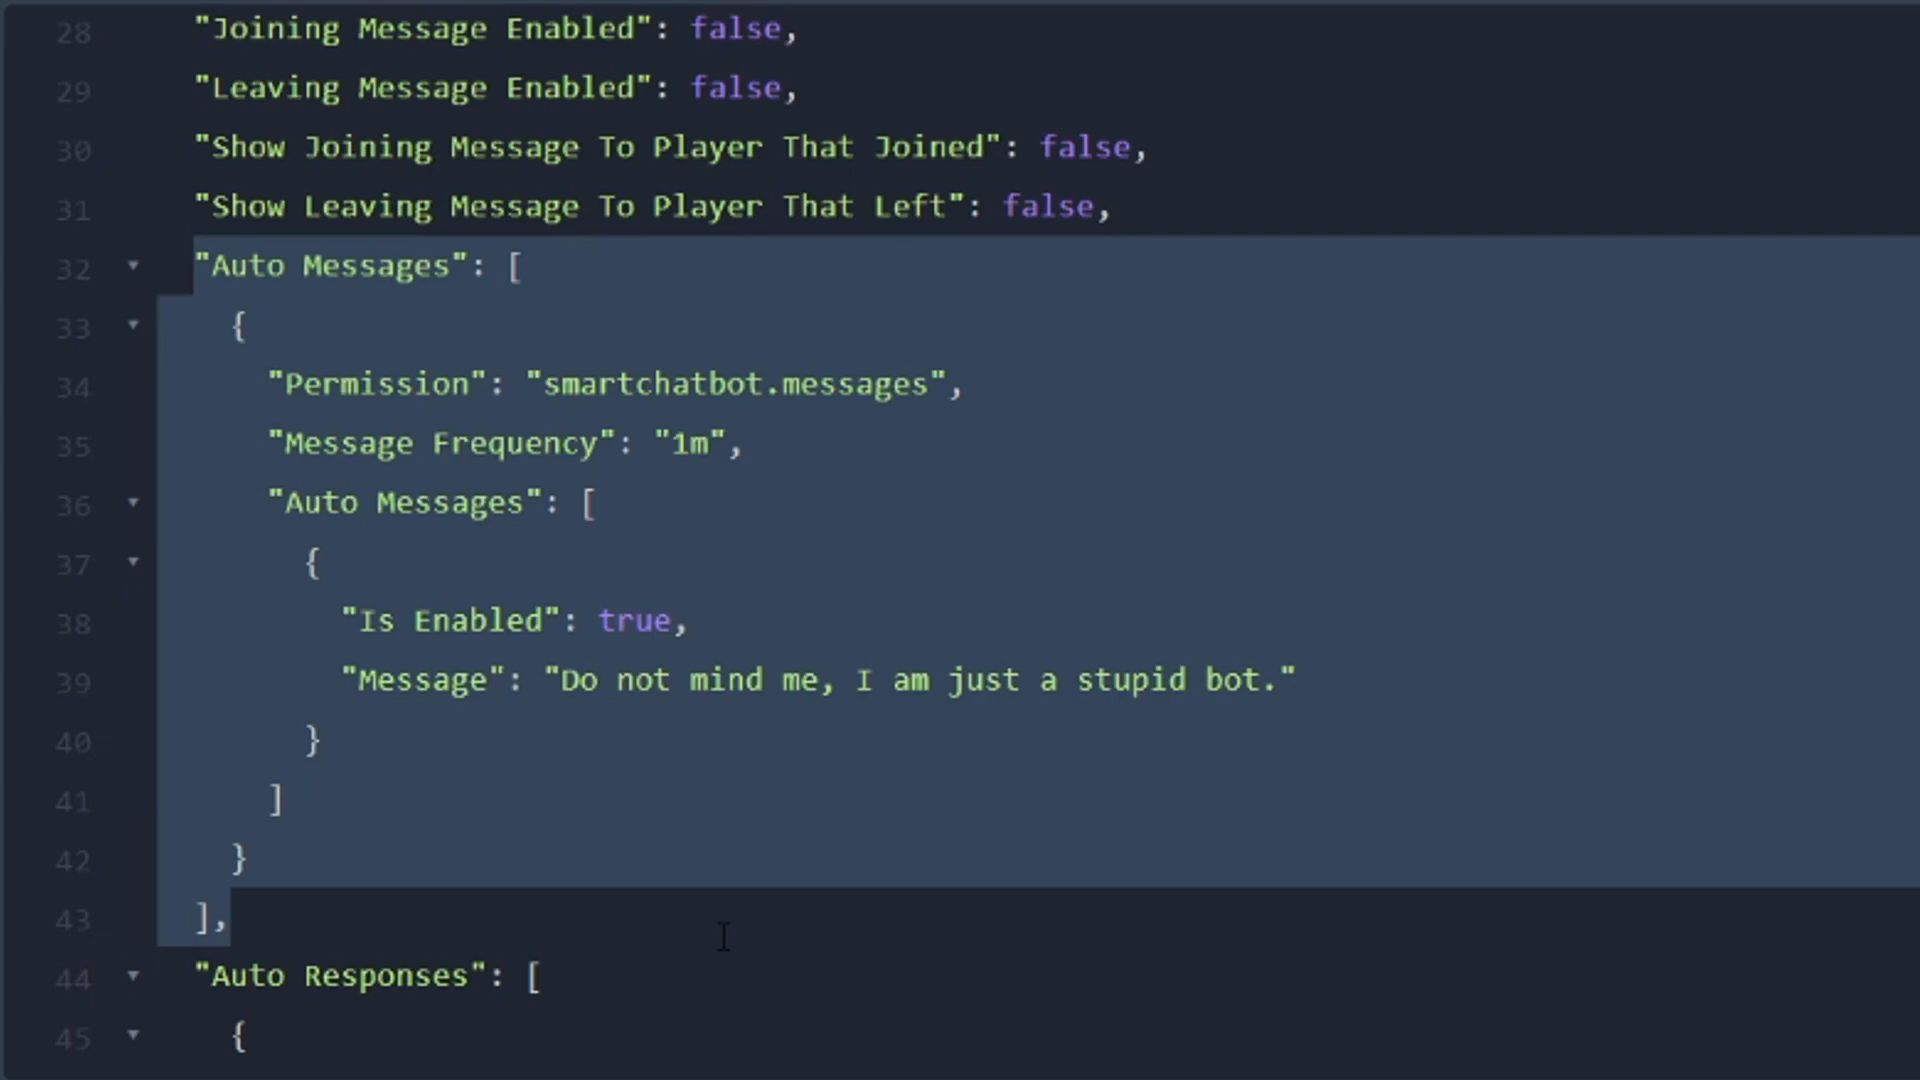 28 "Joining Message Enabled": false,
29 "Leaving Message Enabled": false,
30 "Show Joining Message To Player That Joined": false,
31 "Show Leaving Message To Player That Left": false,
32 "Auto Messages": [
33 {
34 "Permission": "smartchatbot.messages",
35 "Message Frequency": "1m",
36 "Auto Messages": [
37 {
38 "Is Enabled": true,
39 "Message": "Do not mind me, I am just a stupid bot."
40 }
41 ]
42 }
43 ],
44 "Auto Responses": [
45 {